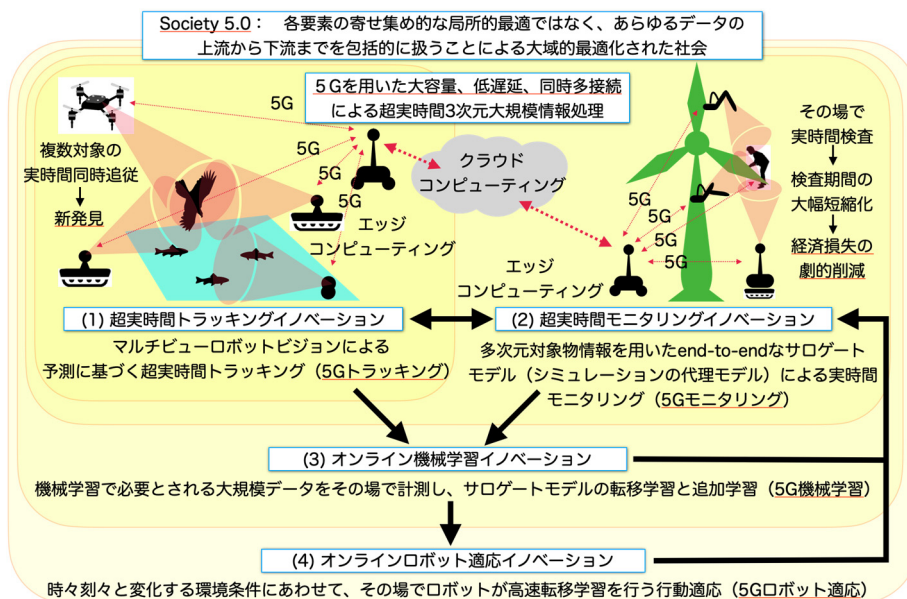 Society 5.0： 各要素の寄せ集め的な局所的最適ではなく、あらゆるデータの
上流から下流までを包括的に扱うことによる大域的最適化された社会
５Gを用いた大容量、低遅延、同時多接続
による超実時間3次元大規模情報処理
5G
5G
5G
5G
複数対象の
実時間同時追従
新発見
エッジ
コンピューティング
クラウド
コンピューティング
エッジ
コンピューティング
5G
5G
5G
5G
その場で
実時間検査
検査期間の
大幅短縮化
経済損失の
劇的削減
(1) 超実時間トラッキングイノベーション
マルチビューロボットビジョンによる
予測に基づく超実時間トラッキング（5Gトラッキング）
(2) 超実時間モニタリングイノベーション
多次元対象物情報を用いたend-to-endなサロゲート
モデル（シミュレーションの代理モデル）による実時間
モニタリング（5Gモニタリング）
(3) オンライン機械学習イノベーション
機械学習で必要とされる大規模データをその場で計測し、サロゲートモデルの転移学習と追加学習（5G機械学習）
(4) オンラインロボット適応イノベーション
時々刻々と変化する環境条件にあわせて、その場でロボットが高速転移学習を行う行動適応（5Gロボット適応）